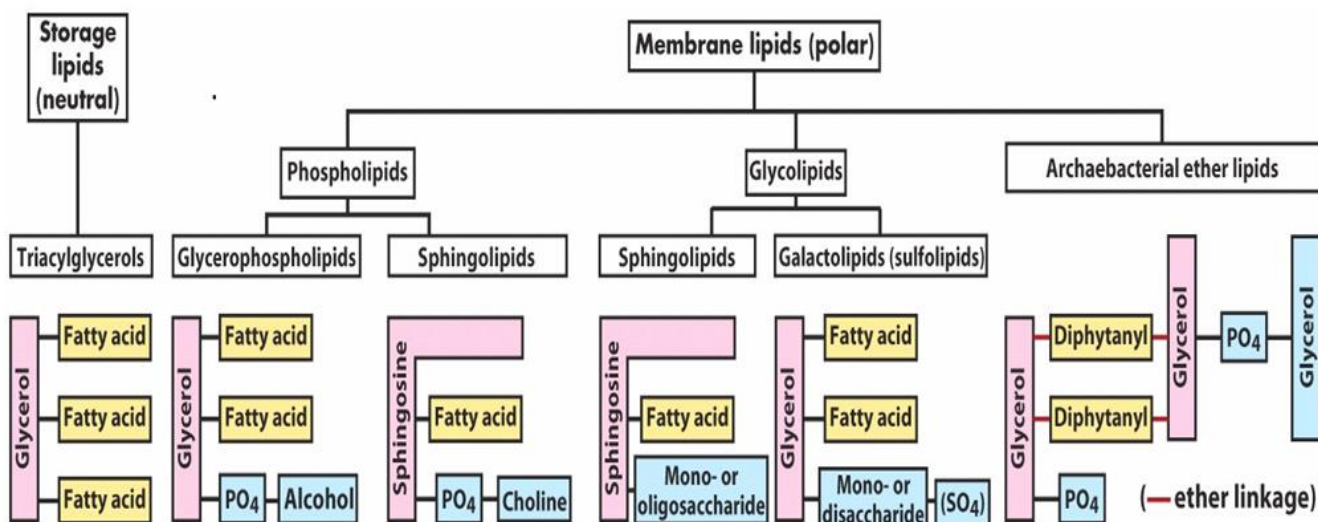 Storage
lipids
(neutral)
Membrane lipids (polar)
Phospholipids
Glycolipids
Archaebacterial ether lipids
Triacylglycerols
Glycerophospholipids
Sphingolipids
Sphingolipids
Galactolipids (sulfolipids)
Glycerol
Fatty acid
Fatty acid
Fatty acid
Glycerol
Fatty acid
Fatty acid
PO4
Alcohol
Sphingosine
Fatty acid
PO4
Choline
Sphingosine
Fatty acid
Mono- or
oligosaccharide
Glycerol
Fatty acid
Fatty acid
Mono- or
disaccharide
(SO4)
Glycerol
Diphytanyl
Diphytanyl
PO4
Glycerol
PO4
Glycerol
(— ether linkage)